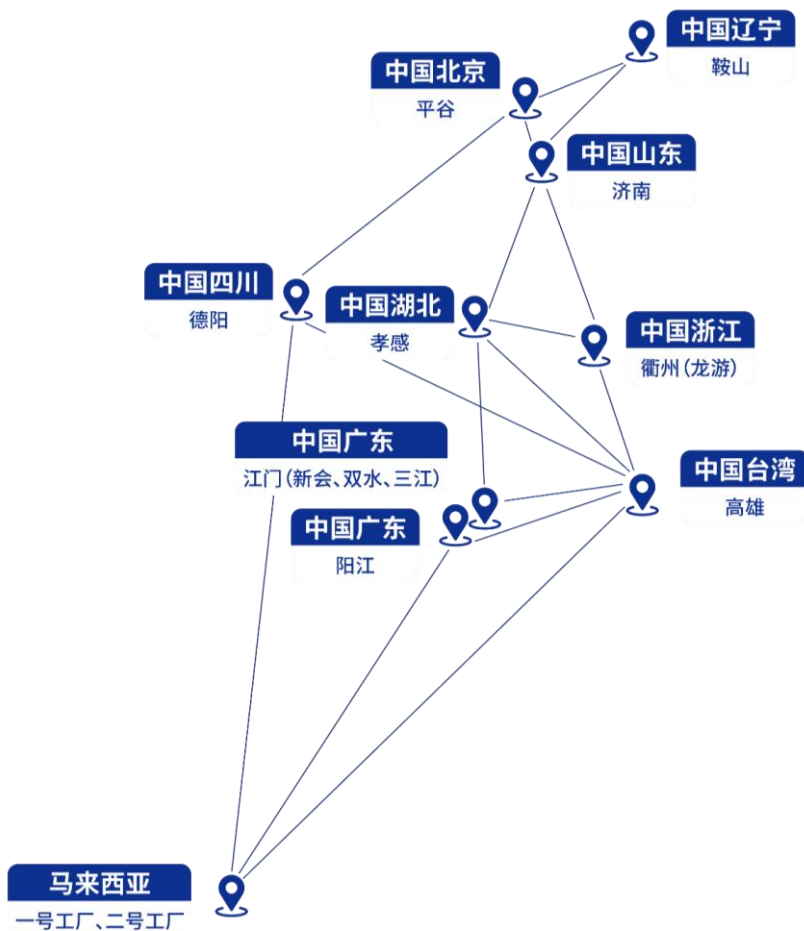 中国辽宁
鞍山
中国北京
平谷
中国山东
济南
中国四川
德阳
中国湖北
孝感
中国浙江
衢州(龙游)
中国广东
江门(新会、双水、三江)
中国台湾
高雄
中国广东
阳江
马来西亚
一号工厂、二号工厂